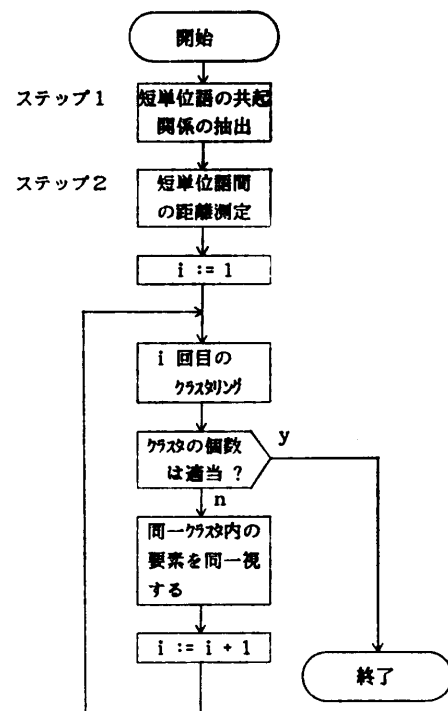 開始
ステップ1
短単位語の共起
関係の抽出
ステップ2
短単位語間
の距離測定
i := 1
i 回目の
クラスタリング
クラスタの個数
は適当 ?
y
n
同一クラスタ内の
要素を同一視
する
i := i + 1
終了